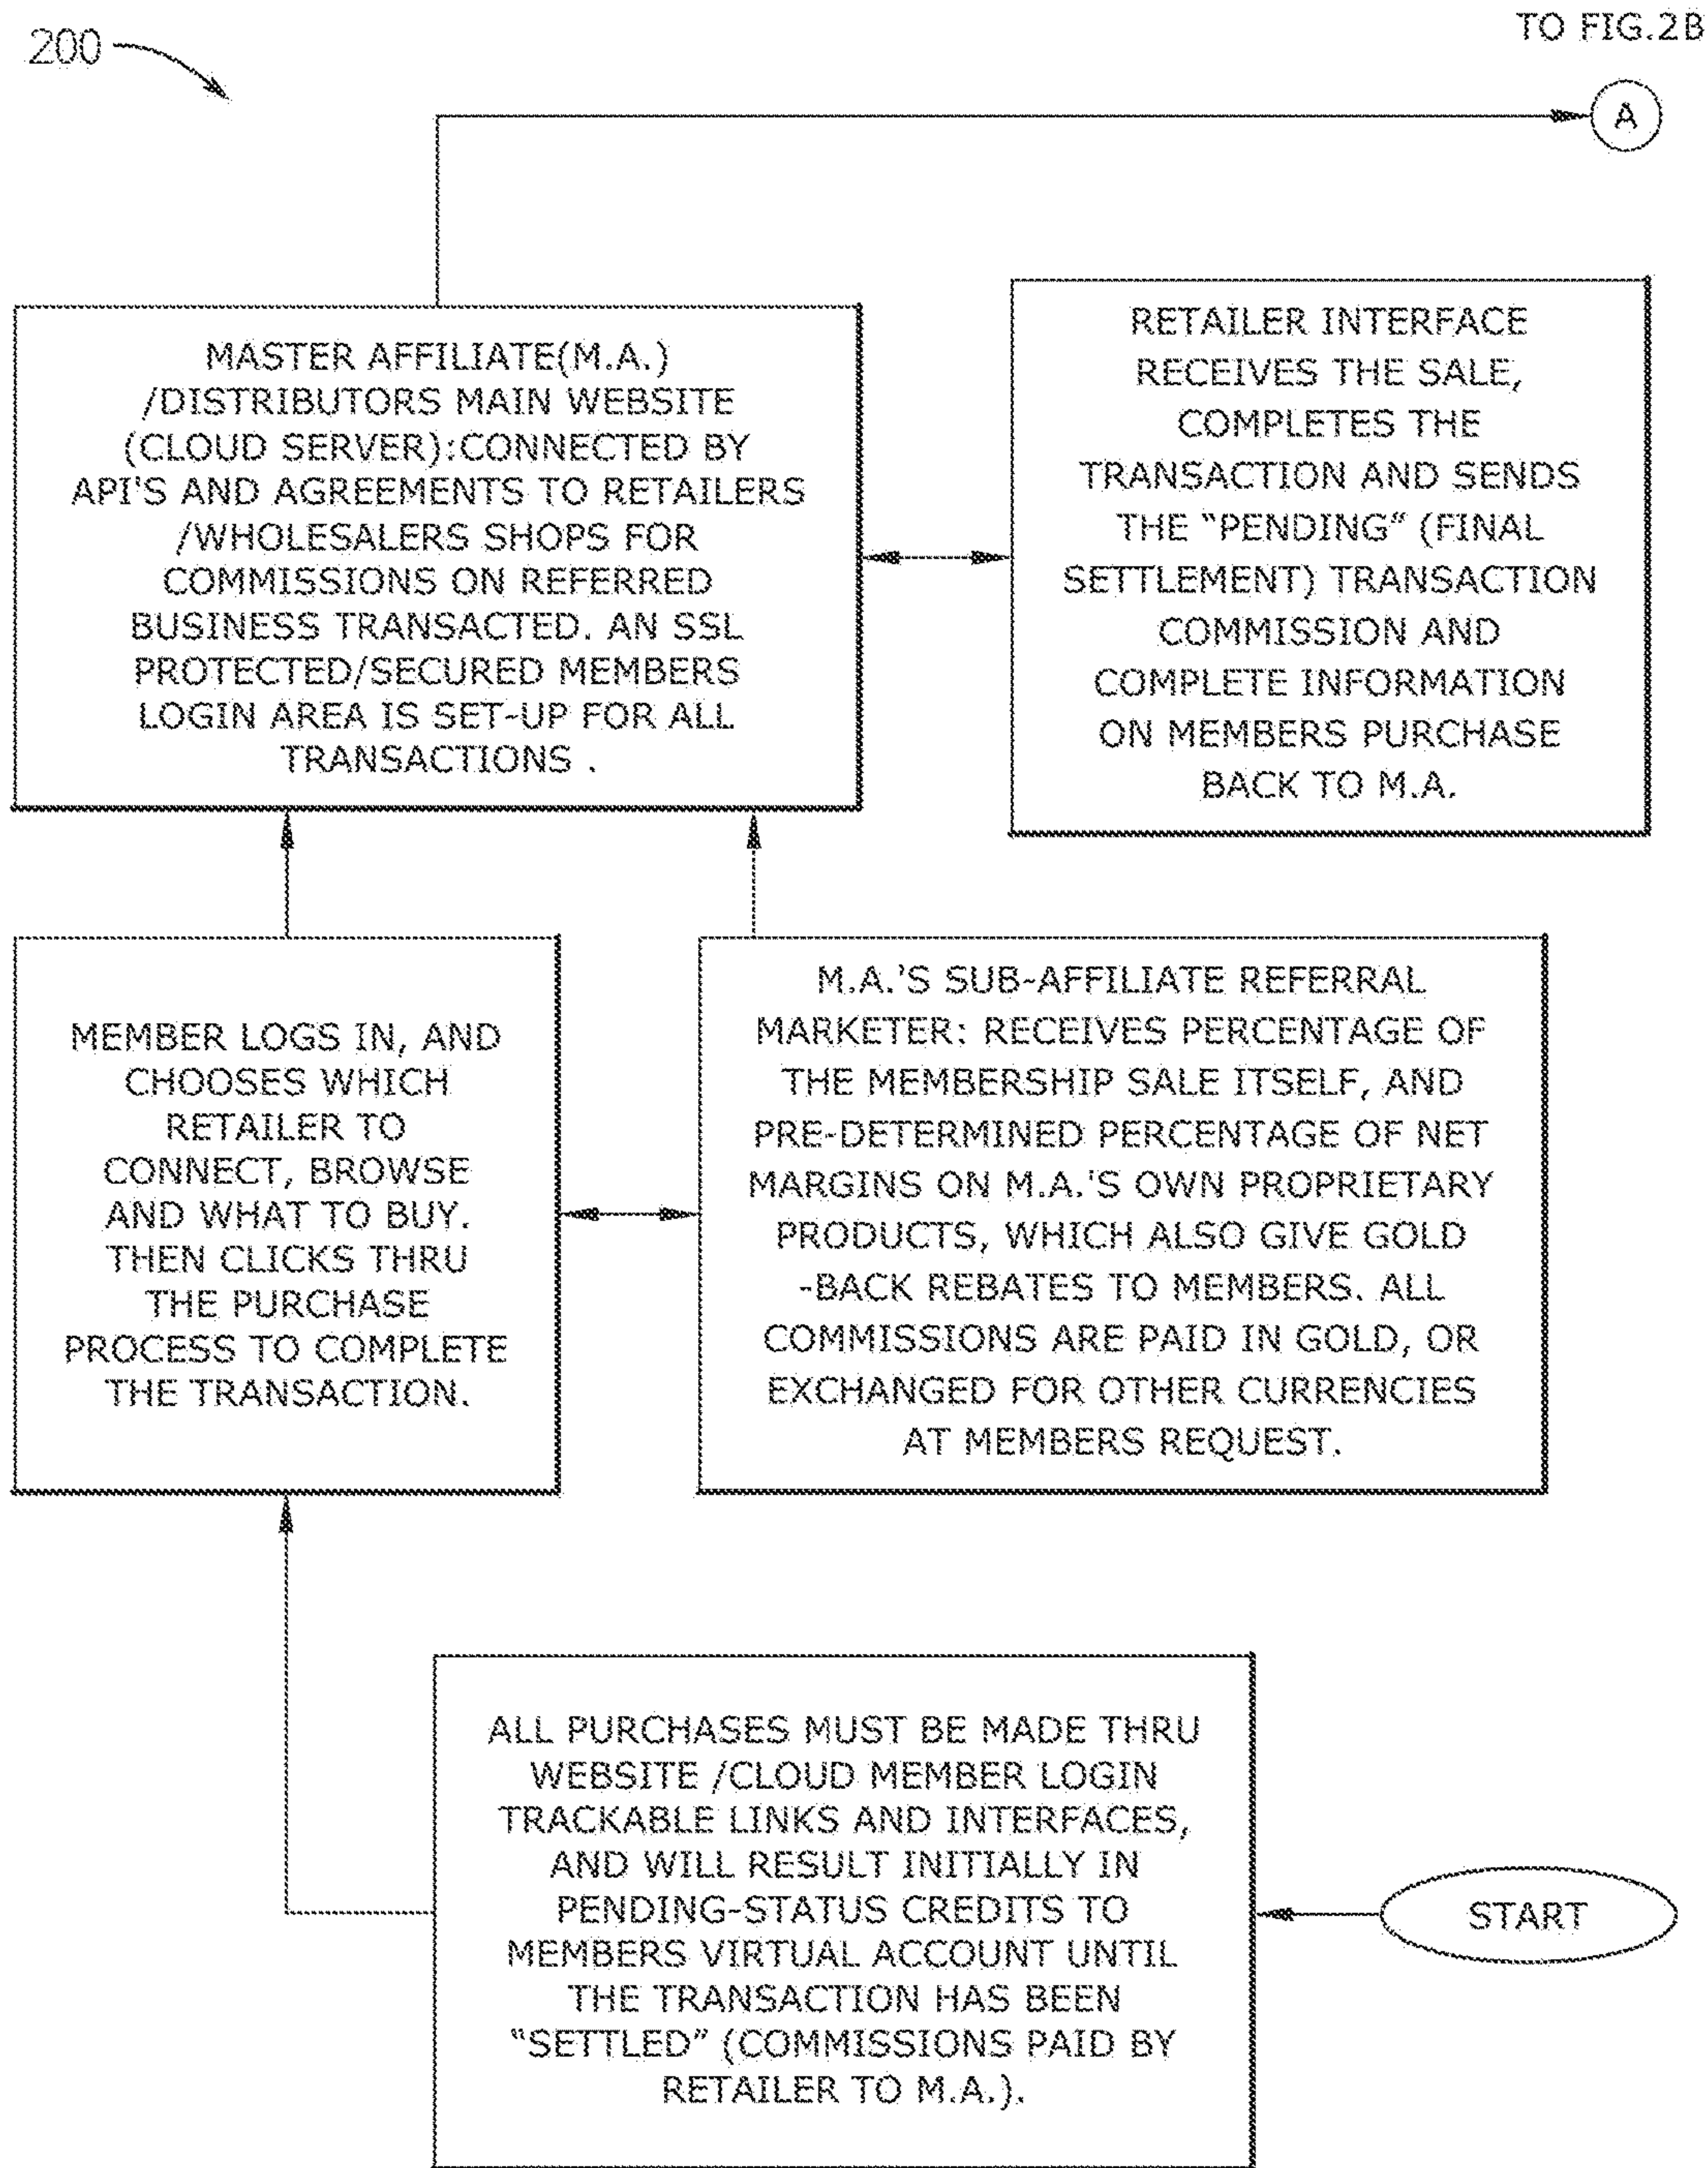 200
TO FIG.2B
A
MASTER AFFILIATE(M.A.)
/DISTRIBUTORS MAIN WEBSITE
(CLOUD SERVER):CONNECTED BY
API'S AND AGREEMENTS TO RETAILERS
/WHOLESALERS SHOPS FOR
COMMISSIONS ON REFERRED
BUSINESS TRANSACTED. AN SSL
PROTECTED/SECURED MEMBERS
LOGIN AREA IS SET-UP FOR ALL
TRANSACTIONS .
RETAILER INTERFACE
RECEIVES THE SALE,
COMPLETES THE
TRANSACTION AND SENDS
THE “PENDING” (FINAL
SETTLEMENT) TRANSACTION
COMMISSION AND
COMPLETE INFORMATION
ON MEMBERS PURCHASE
BACK TO M.A.
MEMBER LOGS IN, AND
CHOOSES WHICH
RETAILER TO
CONNECT, BROWSE
AND WHAT TO BUY.
THEN CLICKS THRU
THE PURCHASE
PROCESS TO COMPLETE
THE TRANSACTION.
M.A.'S SUB-AFFILIATE REFERRAL
MARKETER: RECEIVES PERCENTAGE OF
THE MEMBERSHIP SALE ITSELF, AND
PRE-DETERMINED PERCENTAGE OF NET
MARGINS ON M.A.'S OWN PROPRIETARY
PRODUCTS, WHICH ALSO GIVE GOLD
-BACK REBATES TO MEMBERS. ALL
COMMISSIONS ARE PAID IN GOLD, OR
EXCHANGED FOR OTHER CURRENCIES
AT MEMBERS REQUEST.
ALL PURCHASES MUST BE MADE THRU
WEBSITE /CLOUD MEMBER LOGIN
TRACKABLE LINKS AND INTERFACES,
AND WILL RESULT INITIALLY IN
PENDING-STATUS CREDITS TO
MEMBERS VIRTUAL ACCOUNT UNTIL
THE TRANSACTION HAS BEEN
“SETTLED” (COMMISSIONS PAID BY
RETAILER TO M.A.).
START